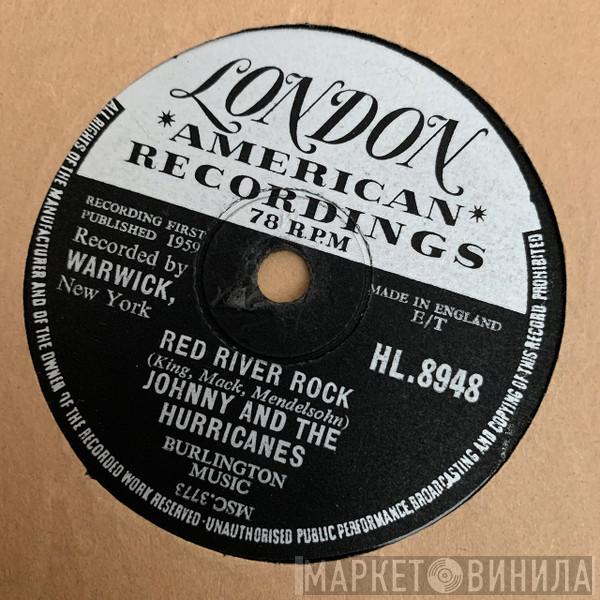 LONDON
AMERICAN
RECORDINGS
78 R.P.M
RECORDING FIRST
PUBLISHED 1959
Recorded by
WARWICK,
New York
MADE IN ENGLAND
E/T
HL.8948
RED RIVER ROCK
(King, Mack, Mendelsohn)
JOHNNY AND THE
HURRICANES
BURLINGTON
MUSIC
MSC.3773
ALL RIGHTS OF THE MANUFACTURER AND OF THE OWNER OF THE RECORDED WORK RESERVED·UNAUTHORISED PUBLIC PERFORMANCE, BROADCASTING AND COPYING OF THIS RECORD PROHIBITED
МАРКЕТ ВИНИЛА